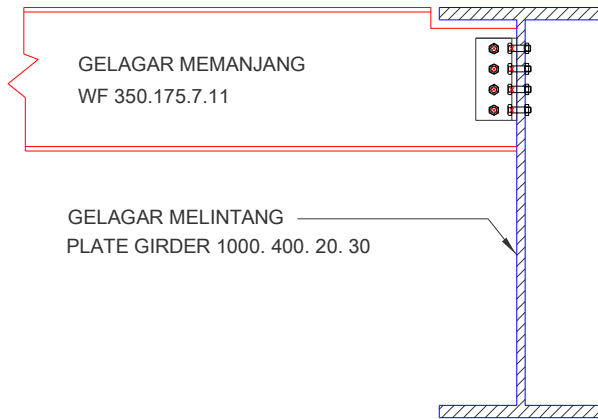 GELAGAR MEMANJANG
WF 350.175.7.11
GELAGAR MELINTANG
PLATE GIRDER 1000. 400. 20. 30